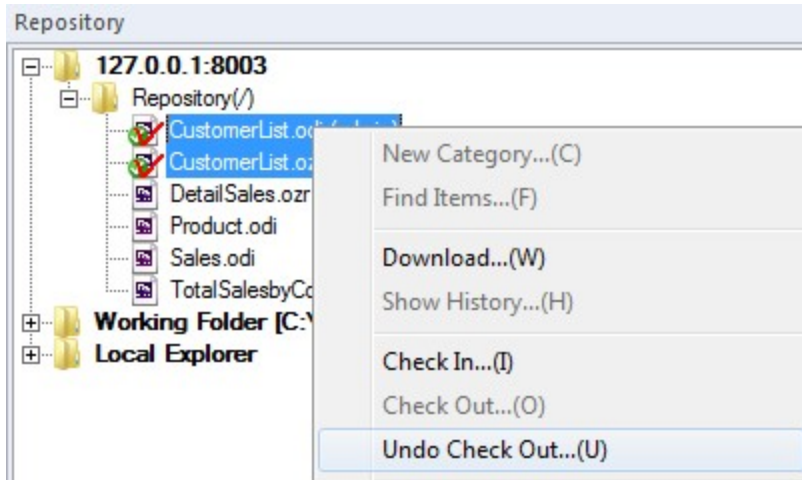 Repository
127.0.0.1:8003
Repository(/)
CustomerList.odi
CustomerList.oz
DetailSales.ozr
Product.odi
Sales.odi
TotalSalesbyCo
Working Folder [C:\
Local Explorer
New Category...(C)
Find Items...(F)
Download...(W)
Show History...(H)
Check In...(I)
Check Out...(O)
Undo Check Out...(U)